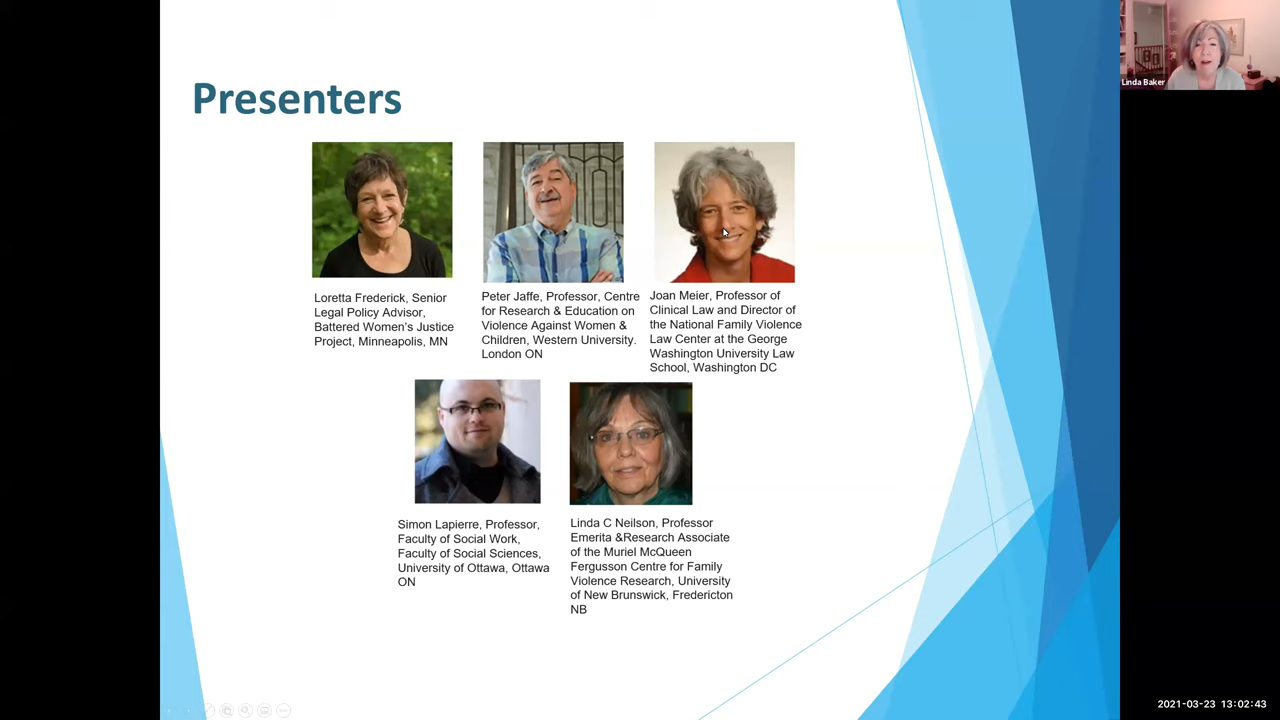 Presenters
Linda Baker
Loretta Frederick, Senior
Legal Policy Advisor,
Battered Women's Justice
Project, Minneapolis, MN
Peter Jaffe, Professor, Centre
for Research & Education on
Violence Against Women &
Children, Western University.
London ON
Joan Meier, Professor of
Clinical Law and Director of
the National Family Violence
Law Center at the George
Washington University Law
School, Washington DC
Simon Lapierre, Professor,
Faculty of Social Work,
Faculty of Social Sciences,
University of Ottawa, Ottawa
ON
Linda C Neilson, Professor
Emerita &Research Associate
of the Muriel McQueen
Fergusson Centre for Family
Violence Research, University
of New Brunswick, Fredericton
NB
2021-03-23 13:02:43